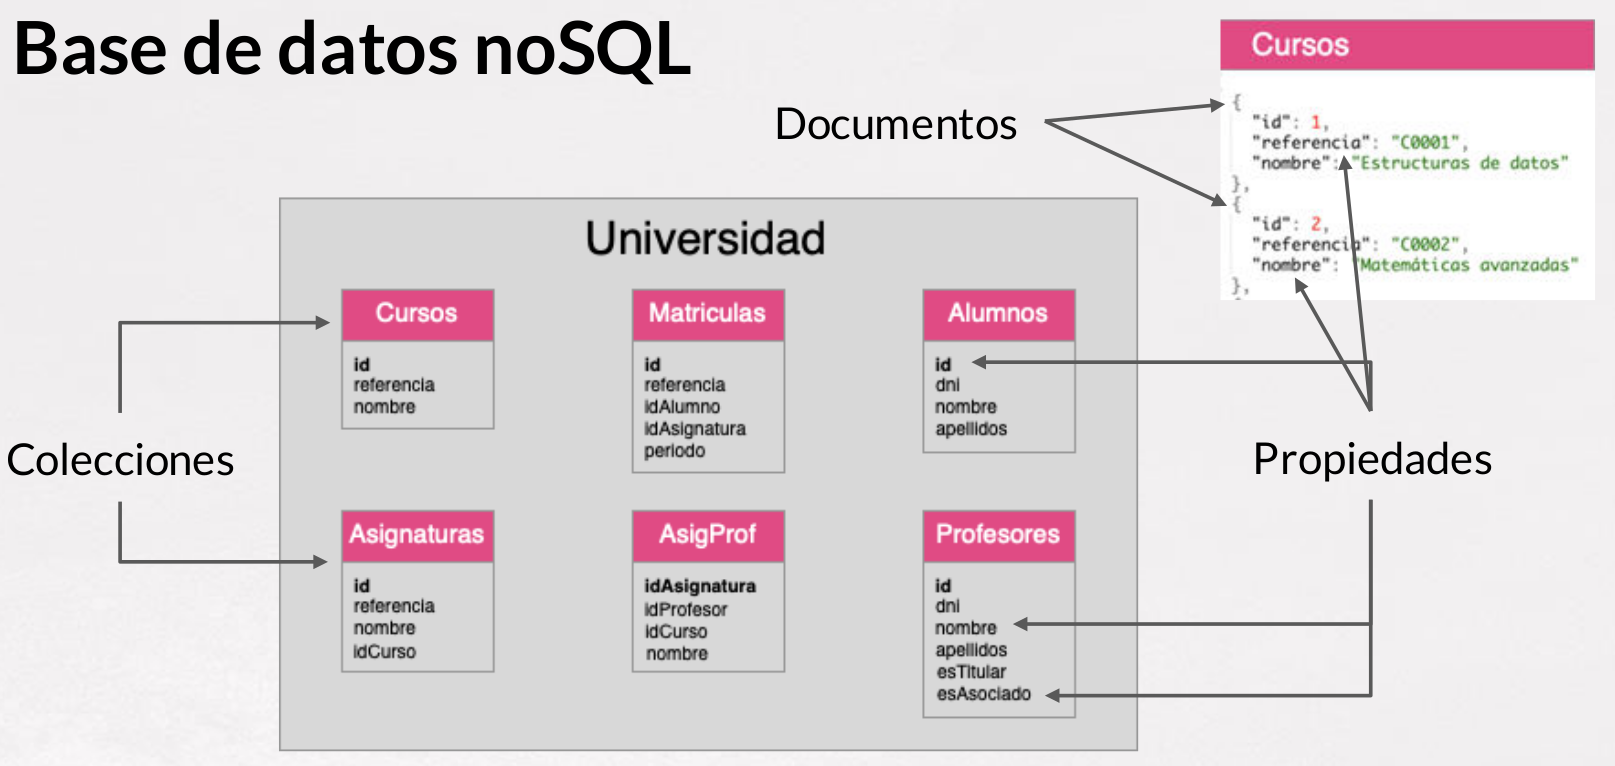 Base de datos noSQL
Documentos
Cursos
{
"id": 1,
"referencia": "C0001",
"nombre": "Estructuras de datos"
},
{
"id": 2,
"referencia": "C0002",
"nombre": "Matemáticas avanzadas"
},
Universidad
Cursos
id
referencia
nombre
Matriculas
id
referencia
idAlumno
idAsignatura
periodo
Alumnos
id
dni
nombre
apellidos
Colecciones
Propiedades
Asignaturas
id
referencia
nombre
idCurso
AsigProf
idAsignatura
idProfesor
idCurso
nombre
Profesores
id
dni
nombre
apellidos
esTitular
esAsociado